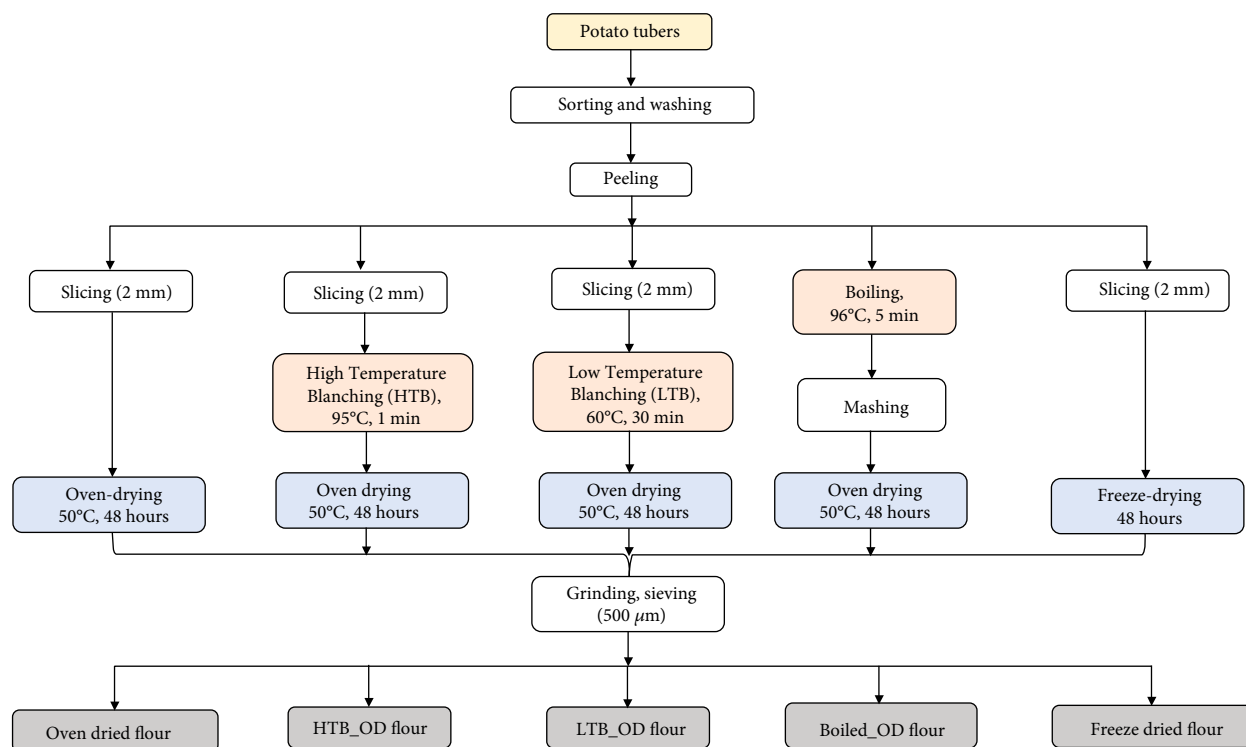 Potato tubers
Sorting and washing
Peeling
Slicing (2 mm)
Slicing (2 mm)
Slicing (2 mm)
Boiling,
96°C, 5 min
Slicing (2 mm)
High Temperature
Blanching (HTB),
95°C, 1 min
Low Temperature
Blanching (LTB),
60°C, 30 min
Mashing
Oven-drying
50°C, 48 hours
Oven drying
50°C, 48 hours
Oven drying
50°C, 48 hours
Oven drying
50°C, 48 hours
Freeze-drying
48 hours
Grinding, sieving
(500 μm)
Oven dried flour
HTB_OD flour
LTB_OD flour
Boiled_OD flour
Freeze dried flour